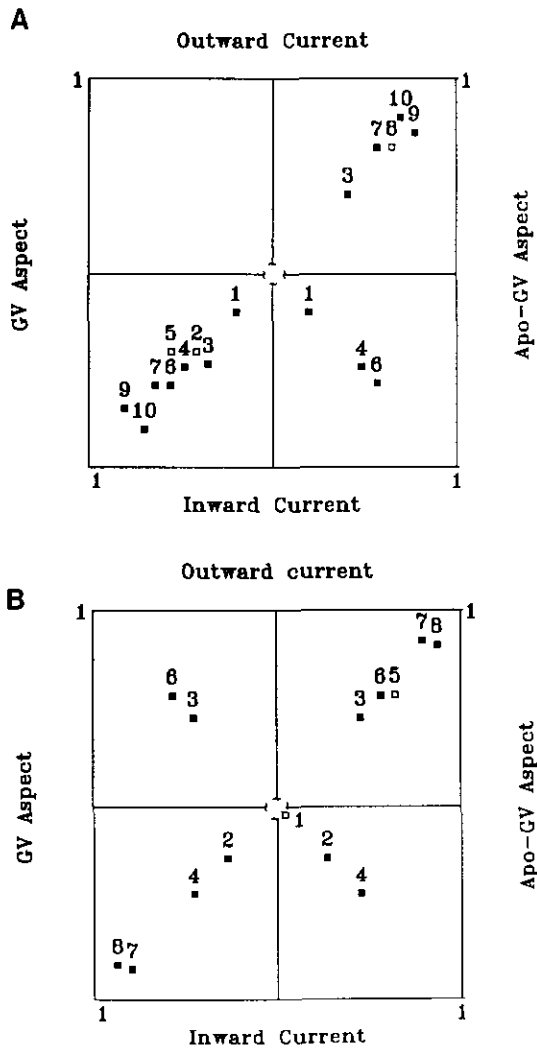 A
Outward Current
1 1
10
7 8 9
3
GV Aspect
Apo-GV Aspect
1 1
5 2
4 3 4
7 6 6
9
10
1 1
Inward Current
B
Outward current
1 1
7 8
6 6 5
3 3
GV Aspect
Apo-GV Aspect
1
2 2
4 4
8 7
1 1
Inward Current